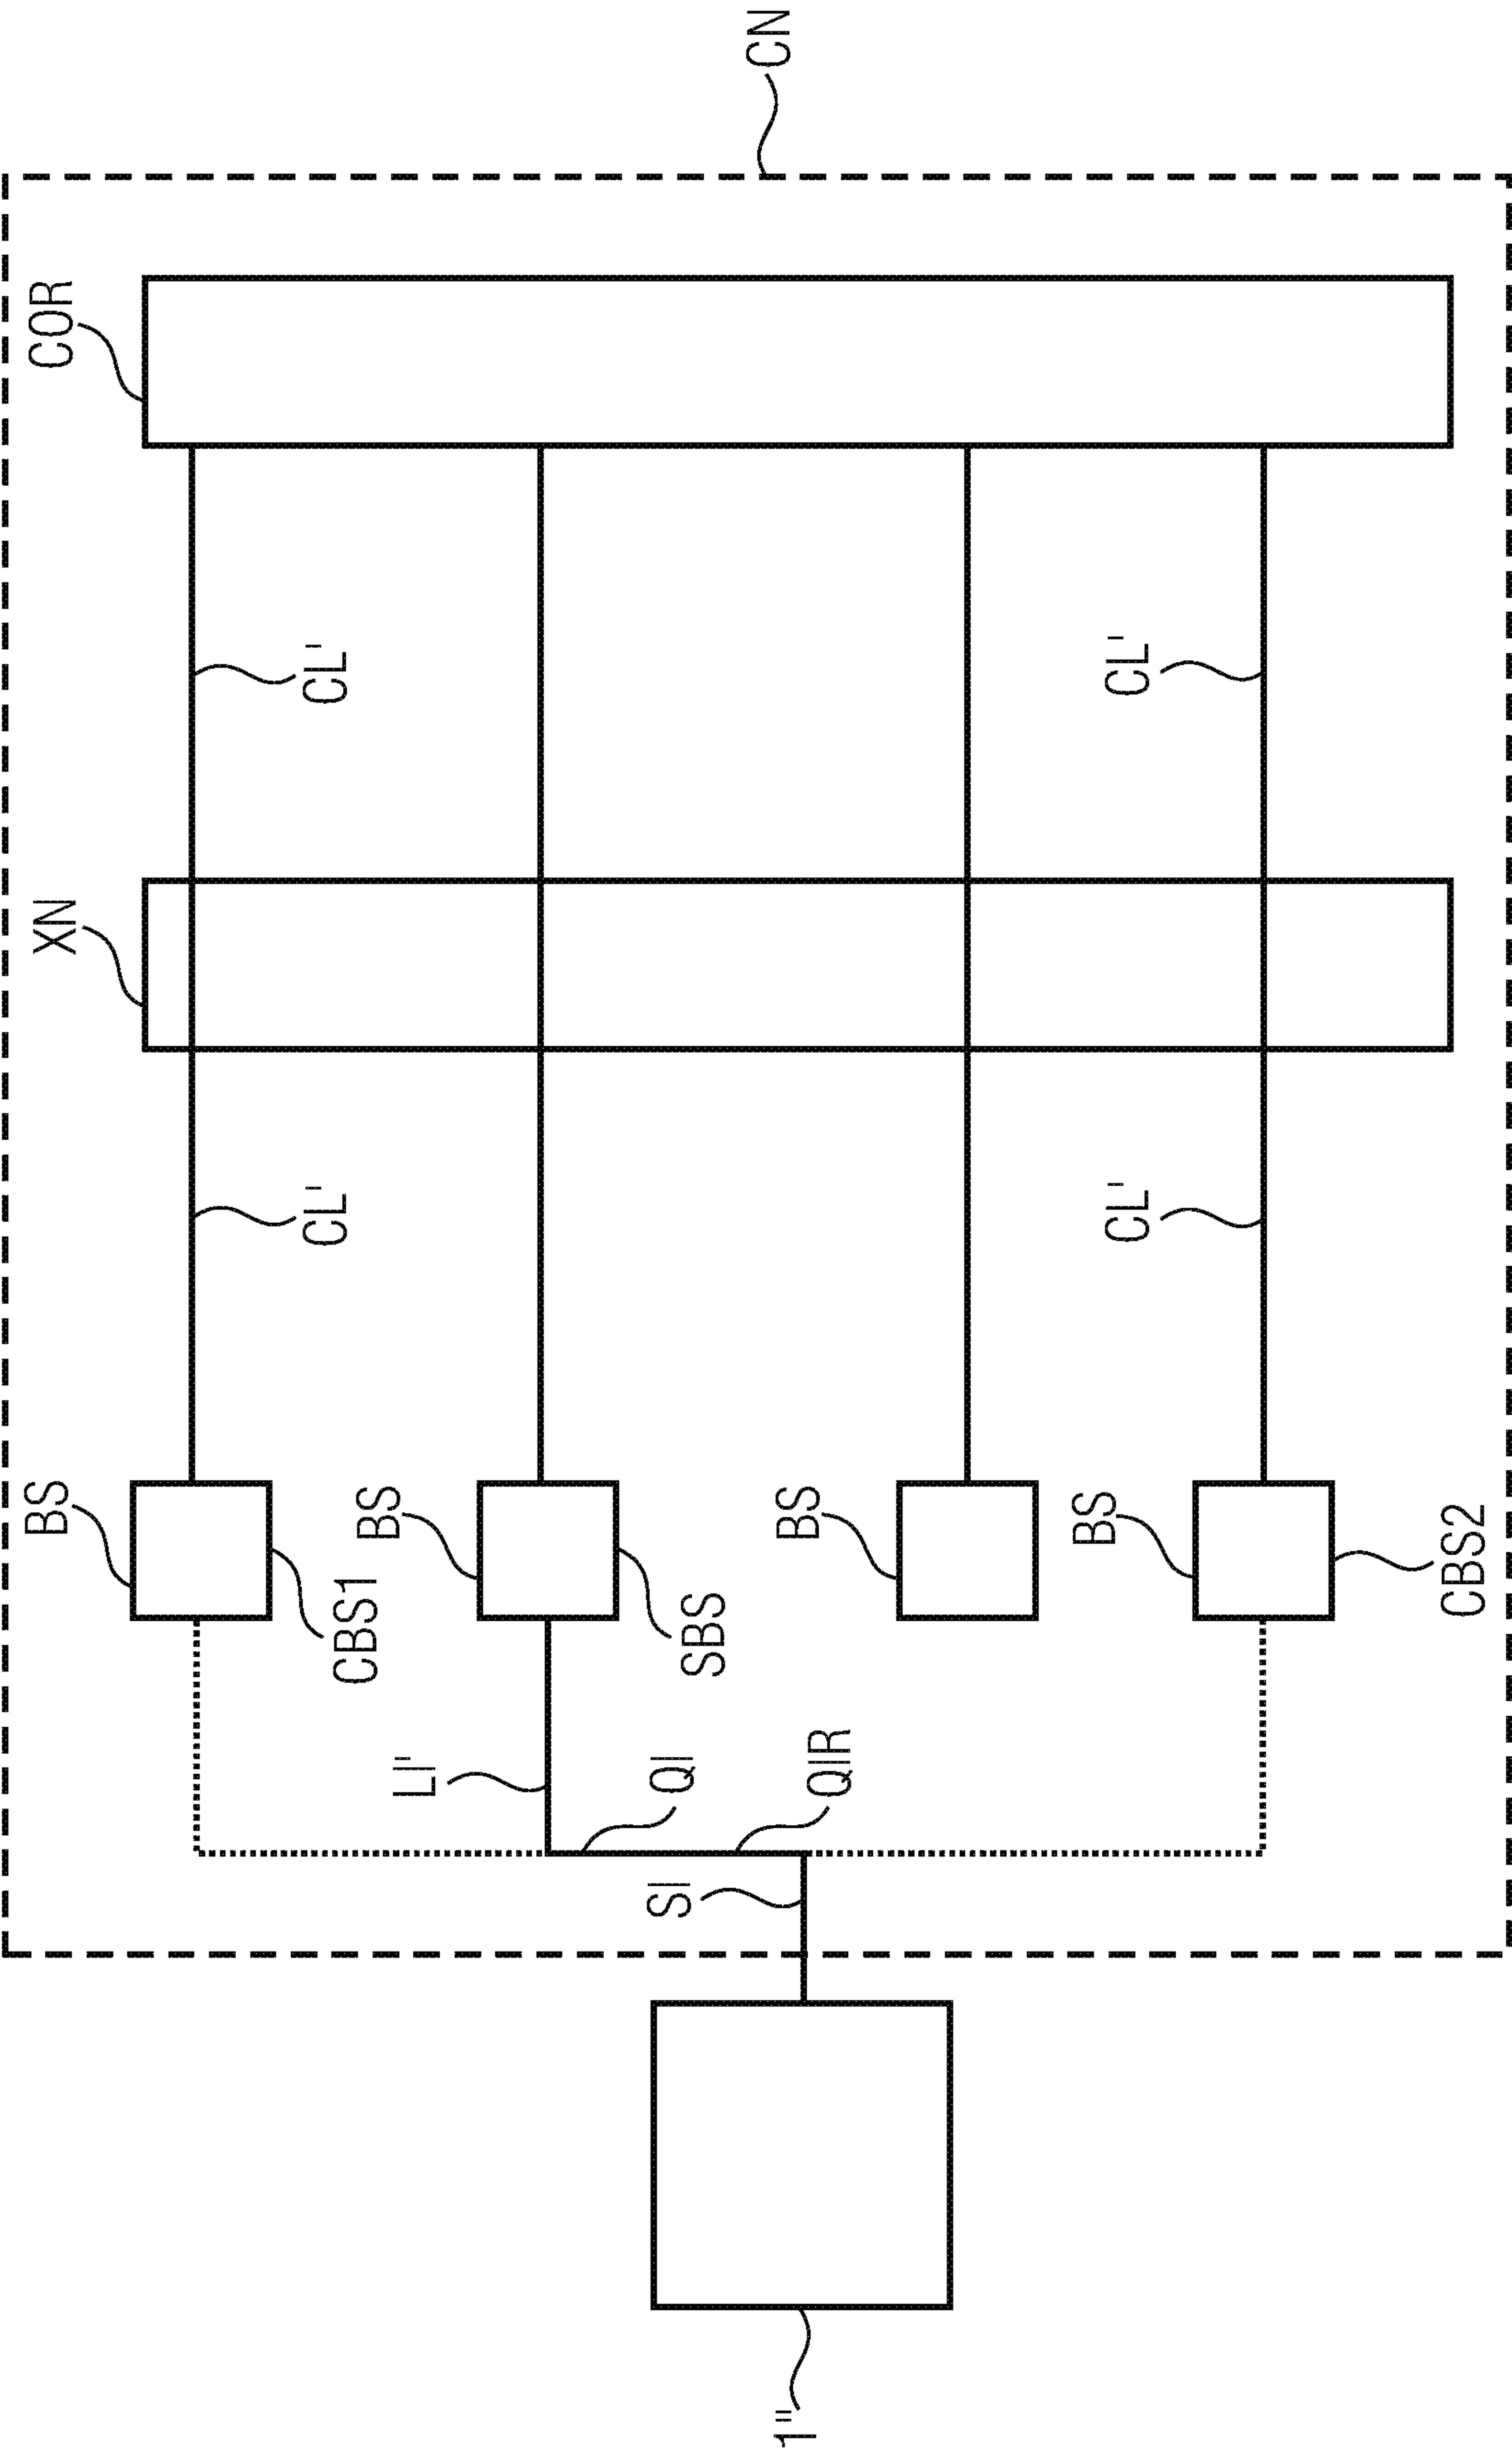 CN
COR
XN
CL'
CL'
CL'
CL'
BS
BS
BS
BS
CBS1
SBS
CBS2
LI'
QI
QIR
SI
1"